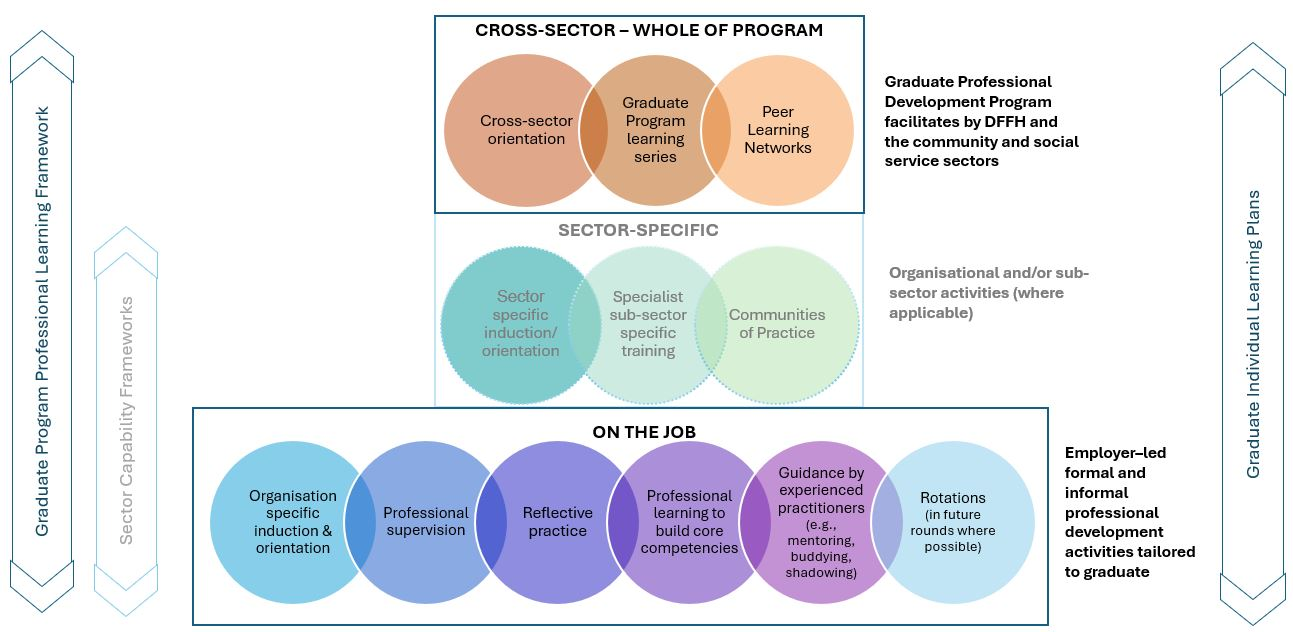 CROSS-SECTOR – WHOLE OF PROGRAM
Cross-sector
orientation
Graduate
Program
learning
series
Peer
Learning
Networks
Graduate Professional
Development Program
facilitates by DFFH and
the community and social
service sectors
SECTOR-SPECIFIC
Sector
specific
induction/
orientation
Specialist
sub-sector
specific
training
Communities
of Practice
Organisational and/or sub-
sector activities (where
applicable)
ON THE JOB
Organisation
specific
induction &
orientation
Professional
supervision
Reflective
practice
Professional
learning to
build core
competencies
Guidance by
experienced
practitioners
(e.g.,
mentoring,
buddying,
shadowing)
Rotations
(in future
rounds where
possible)
Employer–led
formal and
informal
professional
development
activities tailored
to graduate
Graduate Program Professional Learning Framework
Sector Capability Frameworks
Graduate Individual Learning Plans